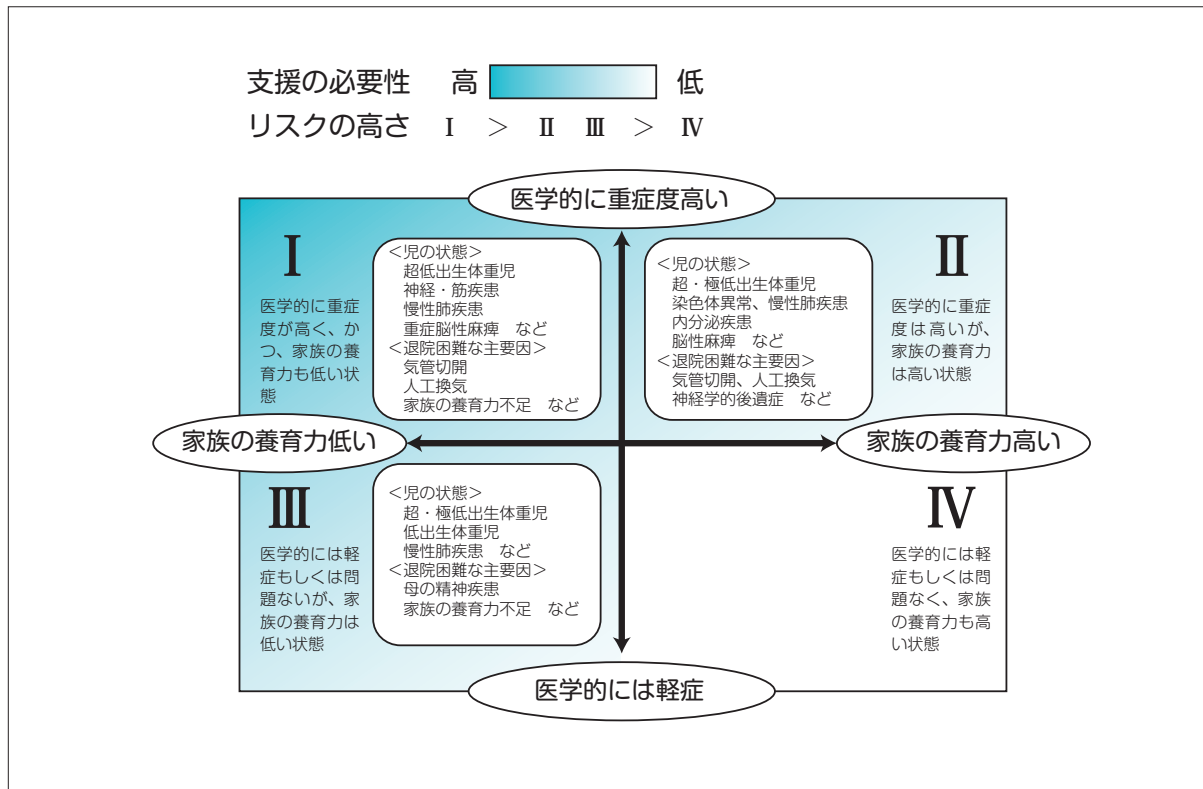 支援の必要性 高 低
リスクの高さ Ⅰ ＞ Ⅱ Ⅲ ＞ Ⅳ
医学的に重症度高い
Ⅰ
医学的に重症
度が高く、か
つ、家族の養
育力も低い状
態
＜児の状態＞
超低出生体重児
神経・筋疾患
慢性肺疾患
重症脳性麻痺 など
＜退院困難な主要因＞
気管切開
人工換気
家族の養育力不足 など
＜児の状態＞
超・極低出生体重児
染色体異常、慢性肺疾患
内分泌疾患
脳性麻痺 など
＜退院困難な主要因＞
気管切開、人工換気
神経学的後遺症 など
Ⅱ
医学的に重症
度は高いが、
家族の養育力
は高い状態
家族の養育力低い
家族の養育力高い
Ⅲ
医学的には軽
症もしくは問
題ないが、家
族の養育力は
低い状態
＜児の状態＞
超・極低出生体重児
低出生体重児
慢性肺疾患 など
＜退院困難な主要因＞
母の精神疾患
家族の養育力不足 など
Ⅳ
医学的には軽
症もしくは問
題なく、家族
の養育力も高
い状態
医学的には軽症